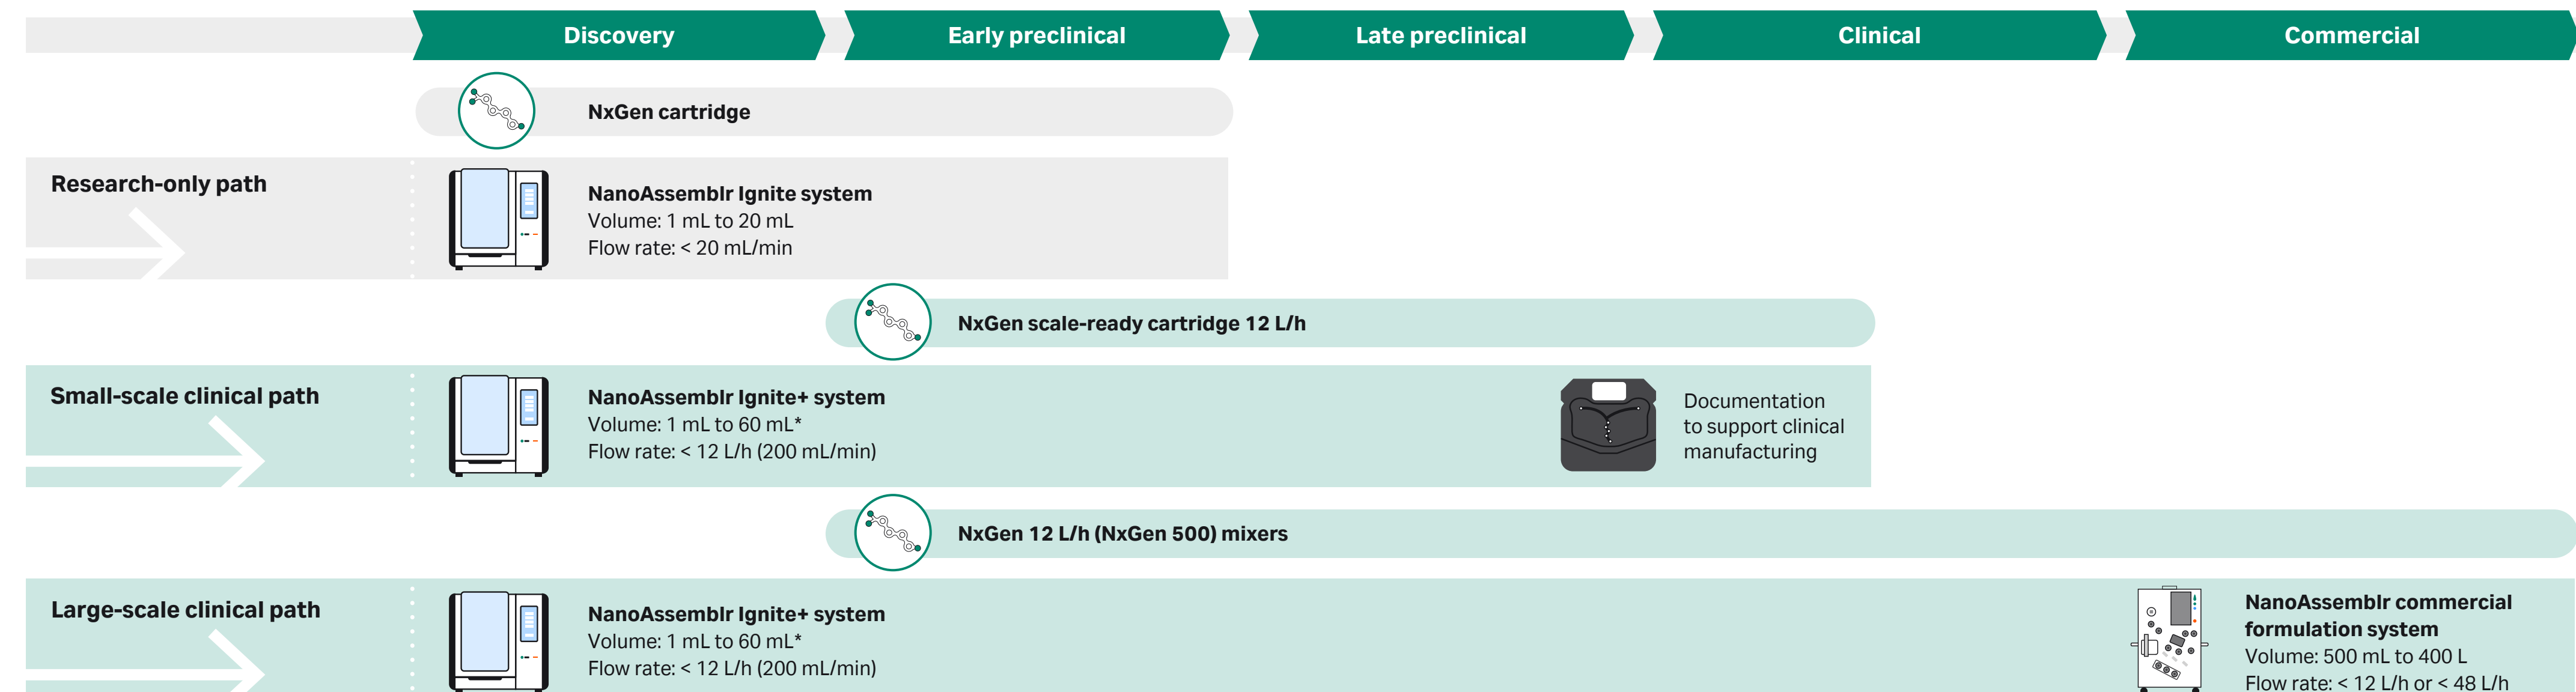 Discovery
Early preclinical
Late preclinical
Clinical
Commercial
NxGen cartridge
Research-only path
NanoAssemblr Ignite system
Volume: 1 mL to 20 mL
Flow rate: < 20 mL/min
NxGen scale-ready cartridge 12 L/h
Small-scale clinical path
NanoAssemblr Ignite+ system
Volume: 1 mL to 60 mL*
Flow rate: < 12 L/h (200 mL/min)
Documentation
to support clinical
manufacturing
NxGen 12 L/h (NxGen 500) mixers
Large-scale clinical path
NanoAssemblr Ignite+ system
Volume: 1 mL to 60 mL*
Flow rate: < 12 L/h (200 mL/min)
NanoAssemblr commercial
formulation system
Volume: 500 mL to 400 L
Flow rate: < 12 L/h or < 48 L/h